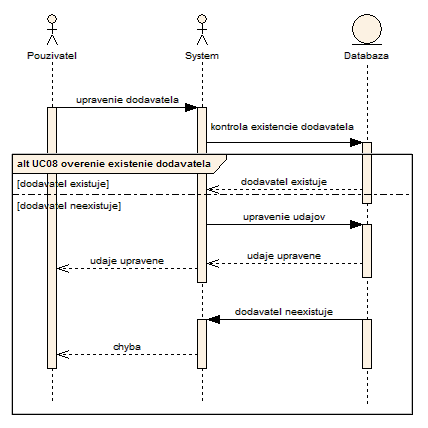 Pouzivatel
System
Databaza
upravenie dodavatela
kontrola existencie dodavatela
alt UC08 overenie existenie dodavatela
[dodavatel existuje]
dodavatel existuje
[dodavatel neexistuje]
upravenie udajov
udaje upravene
udaje upravene
dodavatel neexistuje
chyba